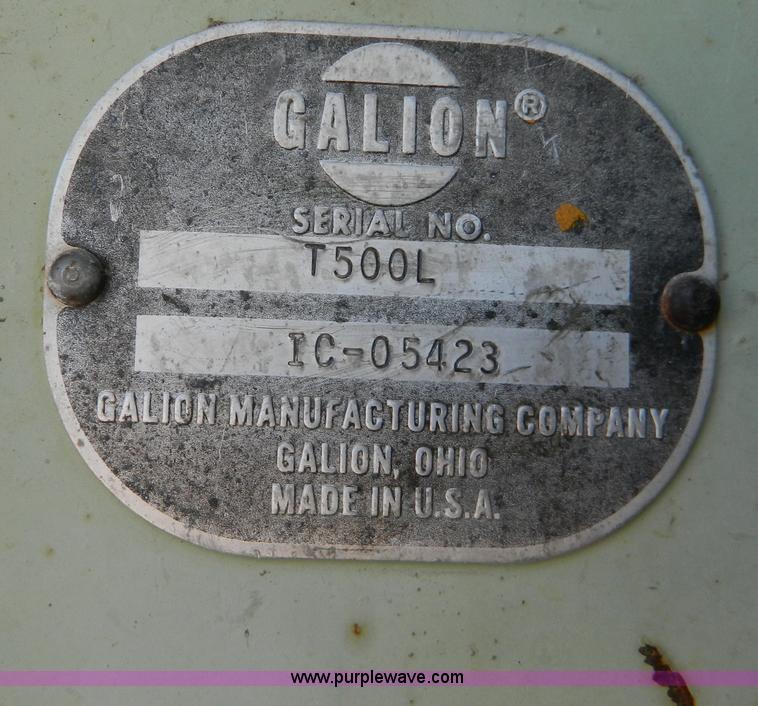 GALION®
SERIAL NO.
T500L
IC-05423
GALION MANUFACTURING COMPANY
GALION, OHIO
MADE IN U.S.A.
www.purplewave.com